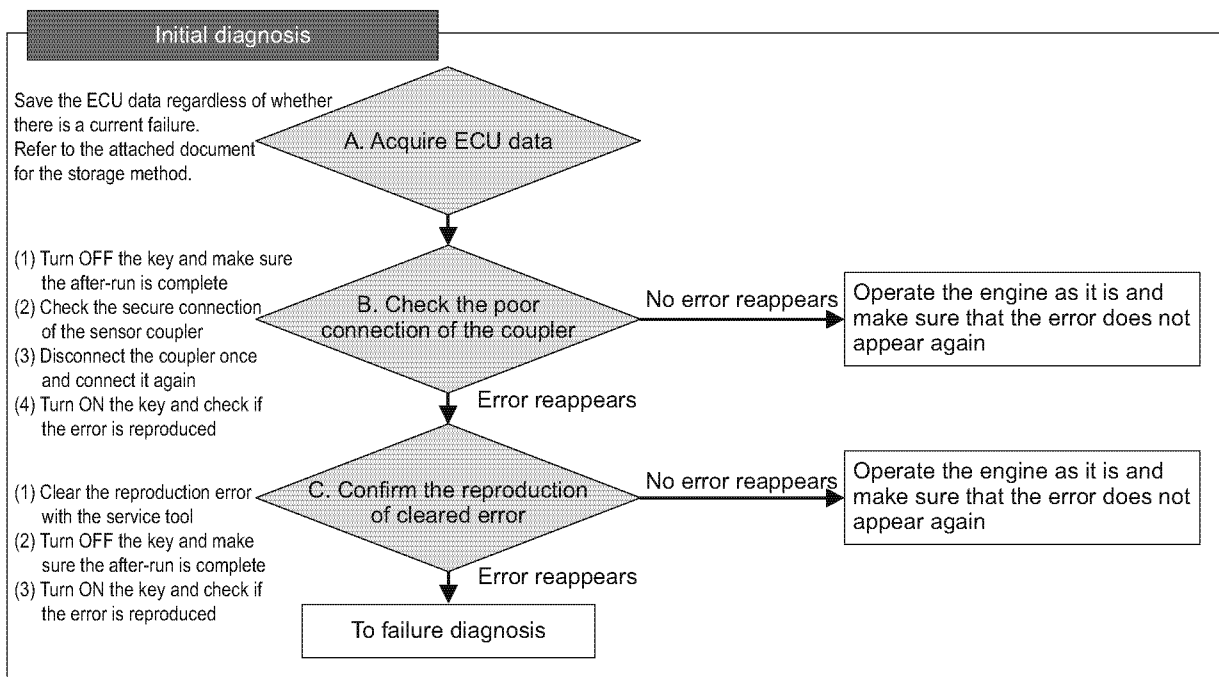 Initial diagnosis
Save the ECU data regardless of whether
there is a current failure.
Refer to the attached document
for the storage method.
A. Acquire ECU data
(1) Turn OFF the key and make sure
the after-run is complete
(2) Check the secure connection
of the sensor coupler
(3) Disconnect the coupler once
and connect it again
(4) Turn ON the key and check if
the error is reproduced
B. Check the poor
connection of the coupler
No error reappears
Operate the engine as it is and
make sure that the error does not
appear again
Error reappears
(1) Clear the reproduction error
with the service tool
(2) Turn OFF the key and make
sure the after-run is complete
(3) Turn ON the key and check if
the error is reproduced
C. Confirm the reproduction
of cleared error
No error reappears
Operate the engine as it is and
make sure that the error does not
appear again
Error reappears
To failure diagnosis